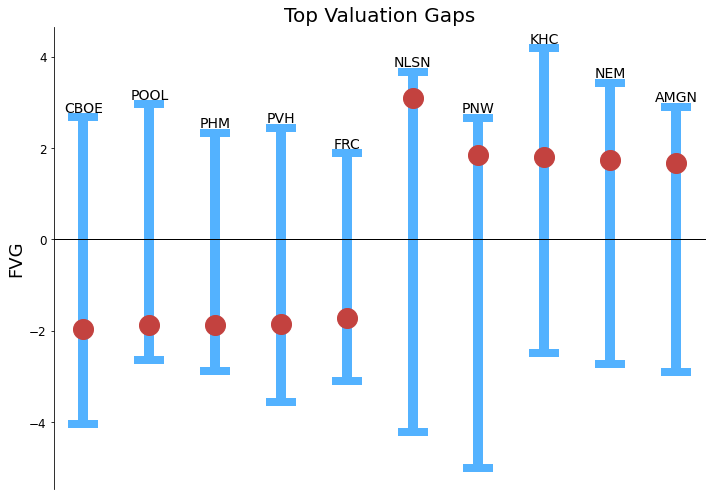 Top Valuation Gaps
KHC
NLSN
NEM
AMGN
POOL
CBOE
PNW
PHM
PVH
FRC
4
2
0
−2
−4
FVG